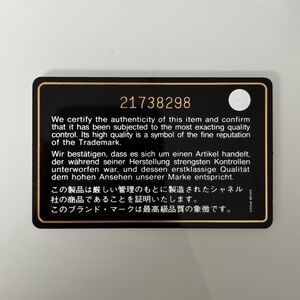 21738298
We certify the authenticity of this item and confirm
that it has been subjected to the most exacting quality
control. Its high quality is a symbol of the fine reputation
of the Trademark.
Wir bestätigen, dass es sich um einen Artikel handelt,
der während seiner Herstellung strengsten Kontrollen
unterworfen war, und dessen erstklassige Qualität
dem hohen Ansehen unserer Marke entspricht.
この製品は厳しい管理のもとに製造されたシャネル
社の商品であることを証明いたします。
このブランド・マークは最高級品質の象徴です。